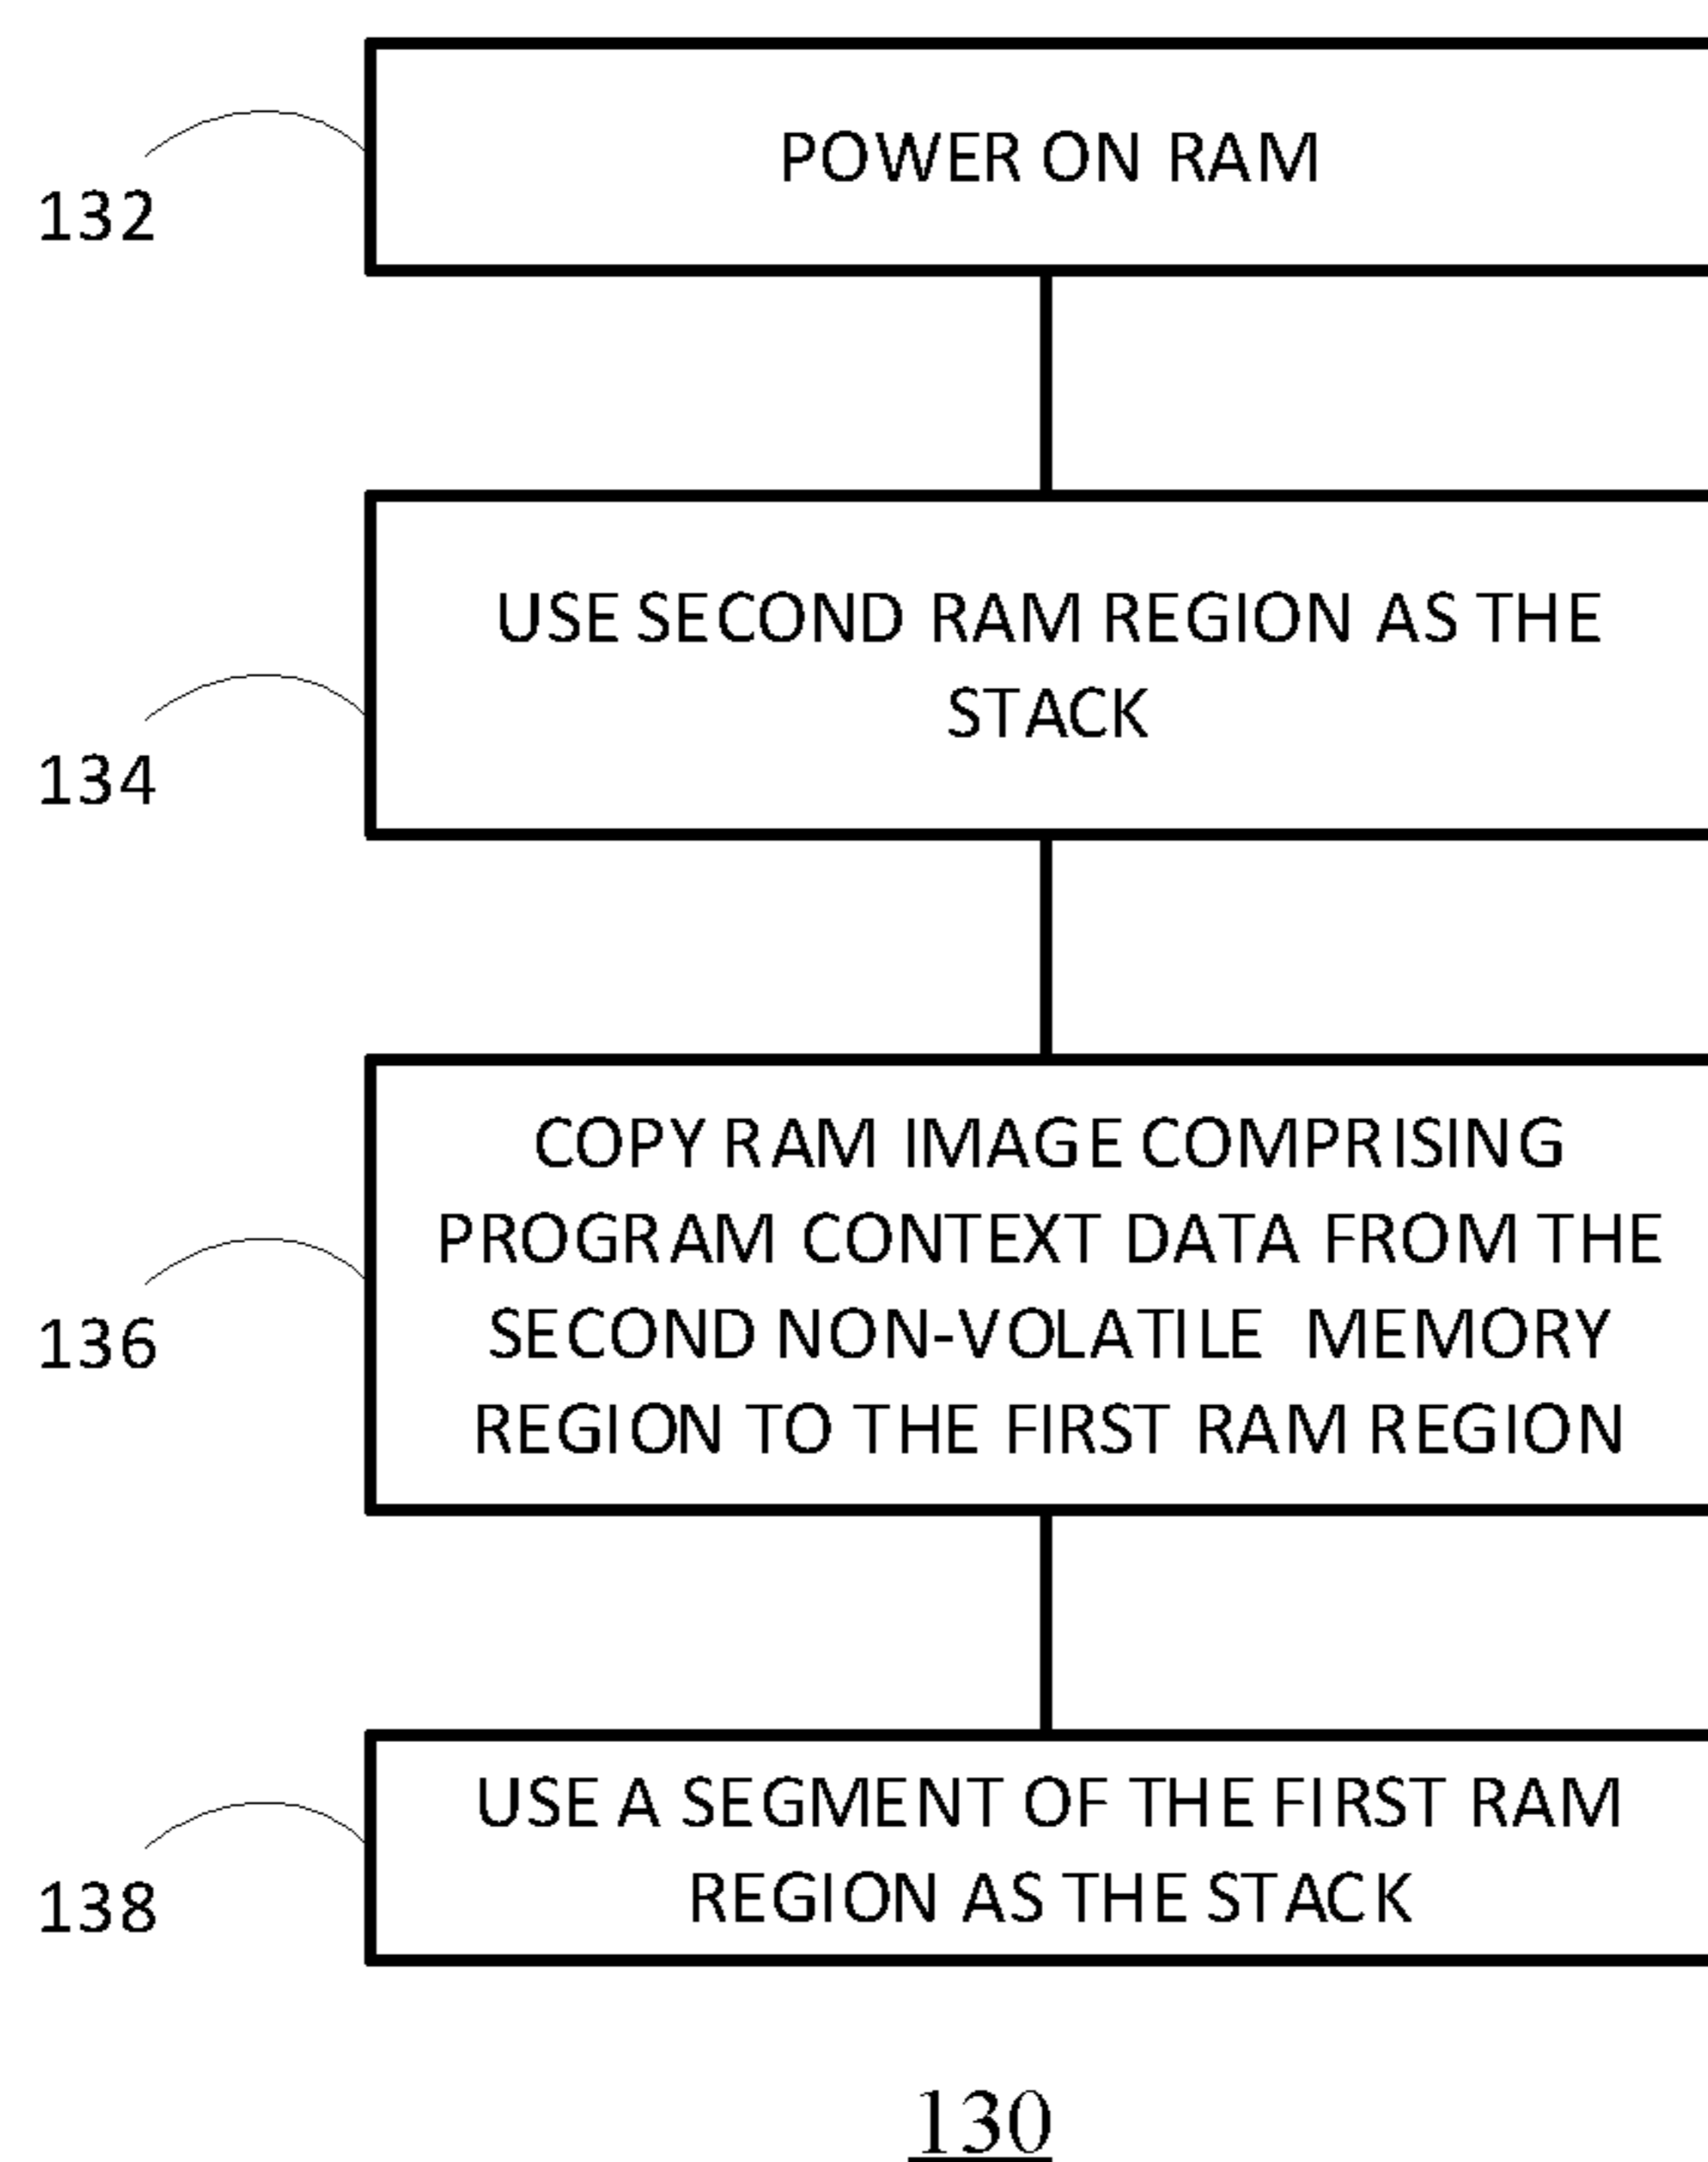 POWER ON RAM
132
USE SECOND RAM REGION AS THE
STACK
134
COPY RAM IMAGE COMPRISING
PROGRAM CONTEXT DATA FROM THE
SECOND NON-VOLATILE MEMORY
REGION TO THE FIRST RAM REGION
136
USE A SEGMENT OF THE FIRST RAM
REGION AS THE STACK
138
130